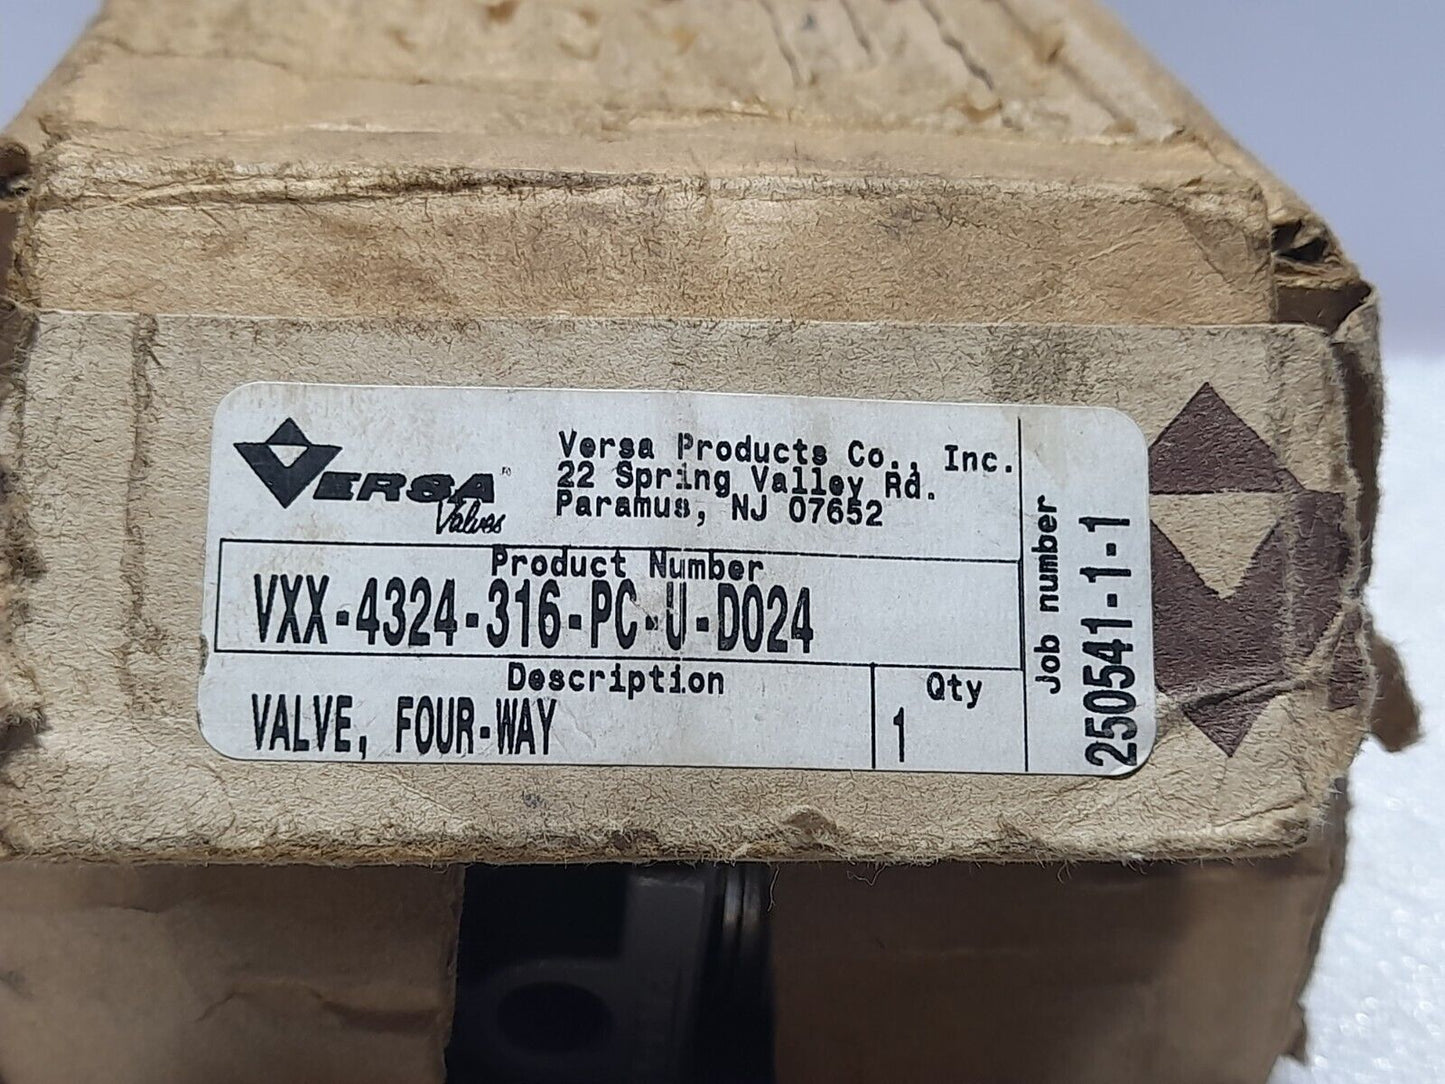 VERSA
Valves
Versa Products Co., Inc.
22 Spring Valley Rd.
Paramus, NJ 07652
Product Number
VXX-4324-316-PC-U-D024
Description
VALVE, FOUR-WAY
Qty
1
Job number
250541-1-1